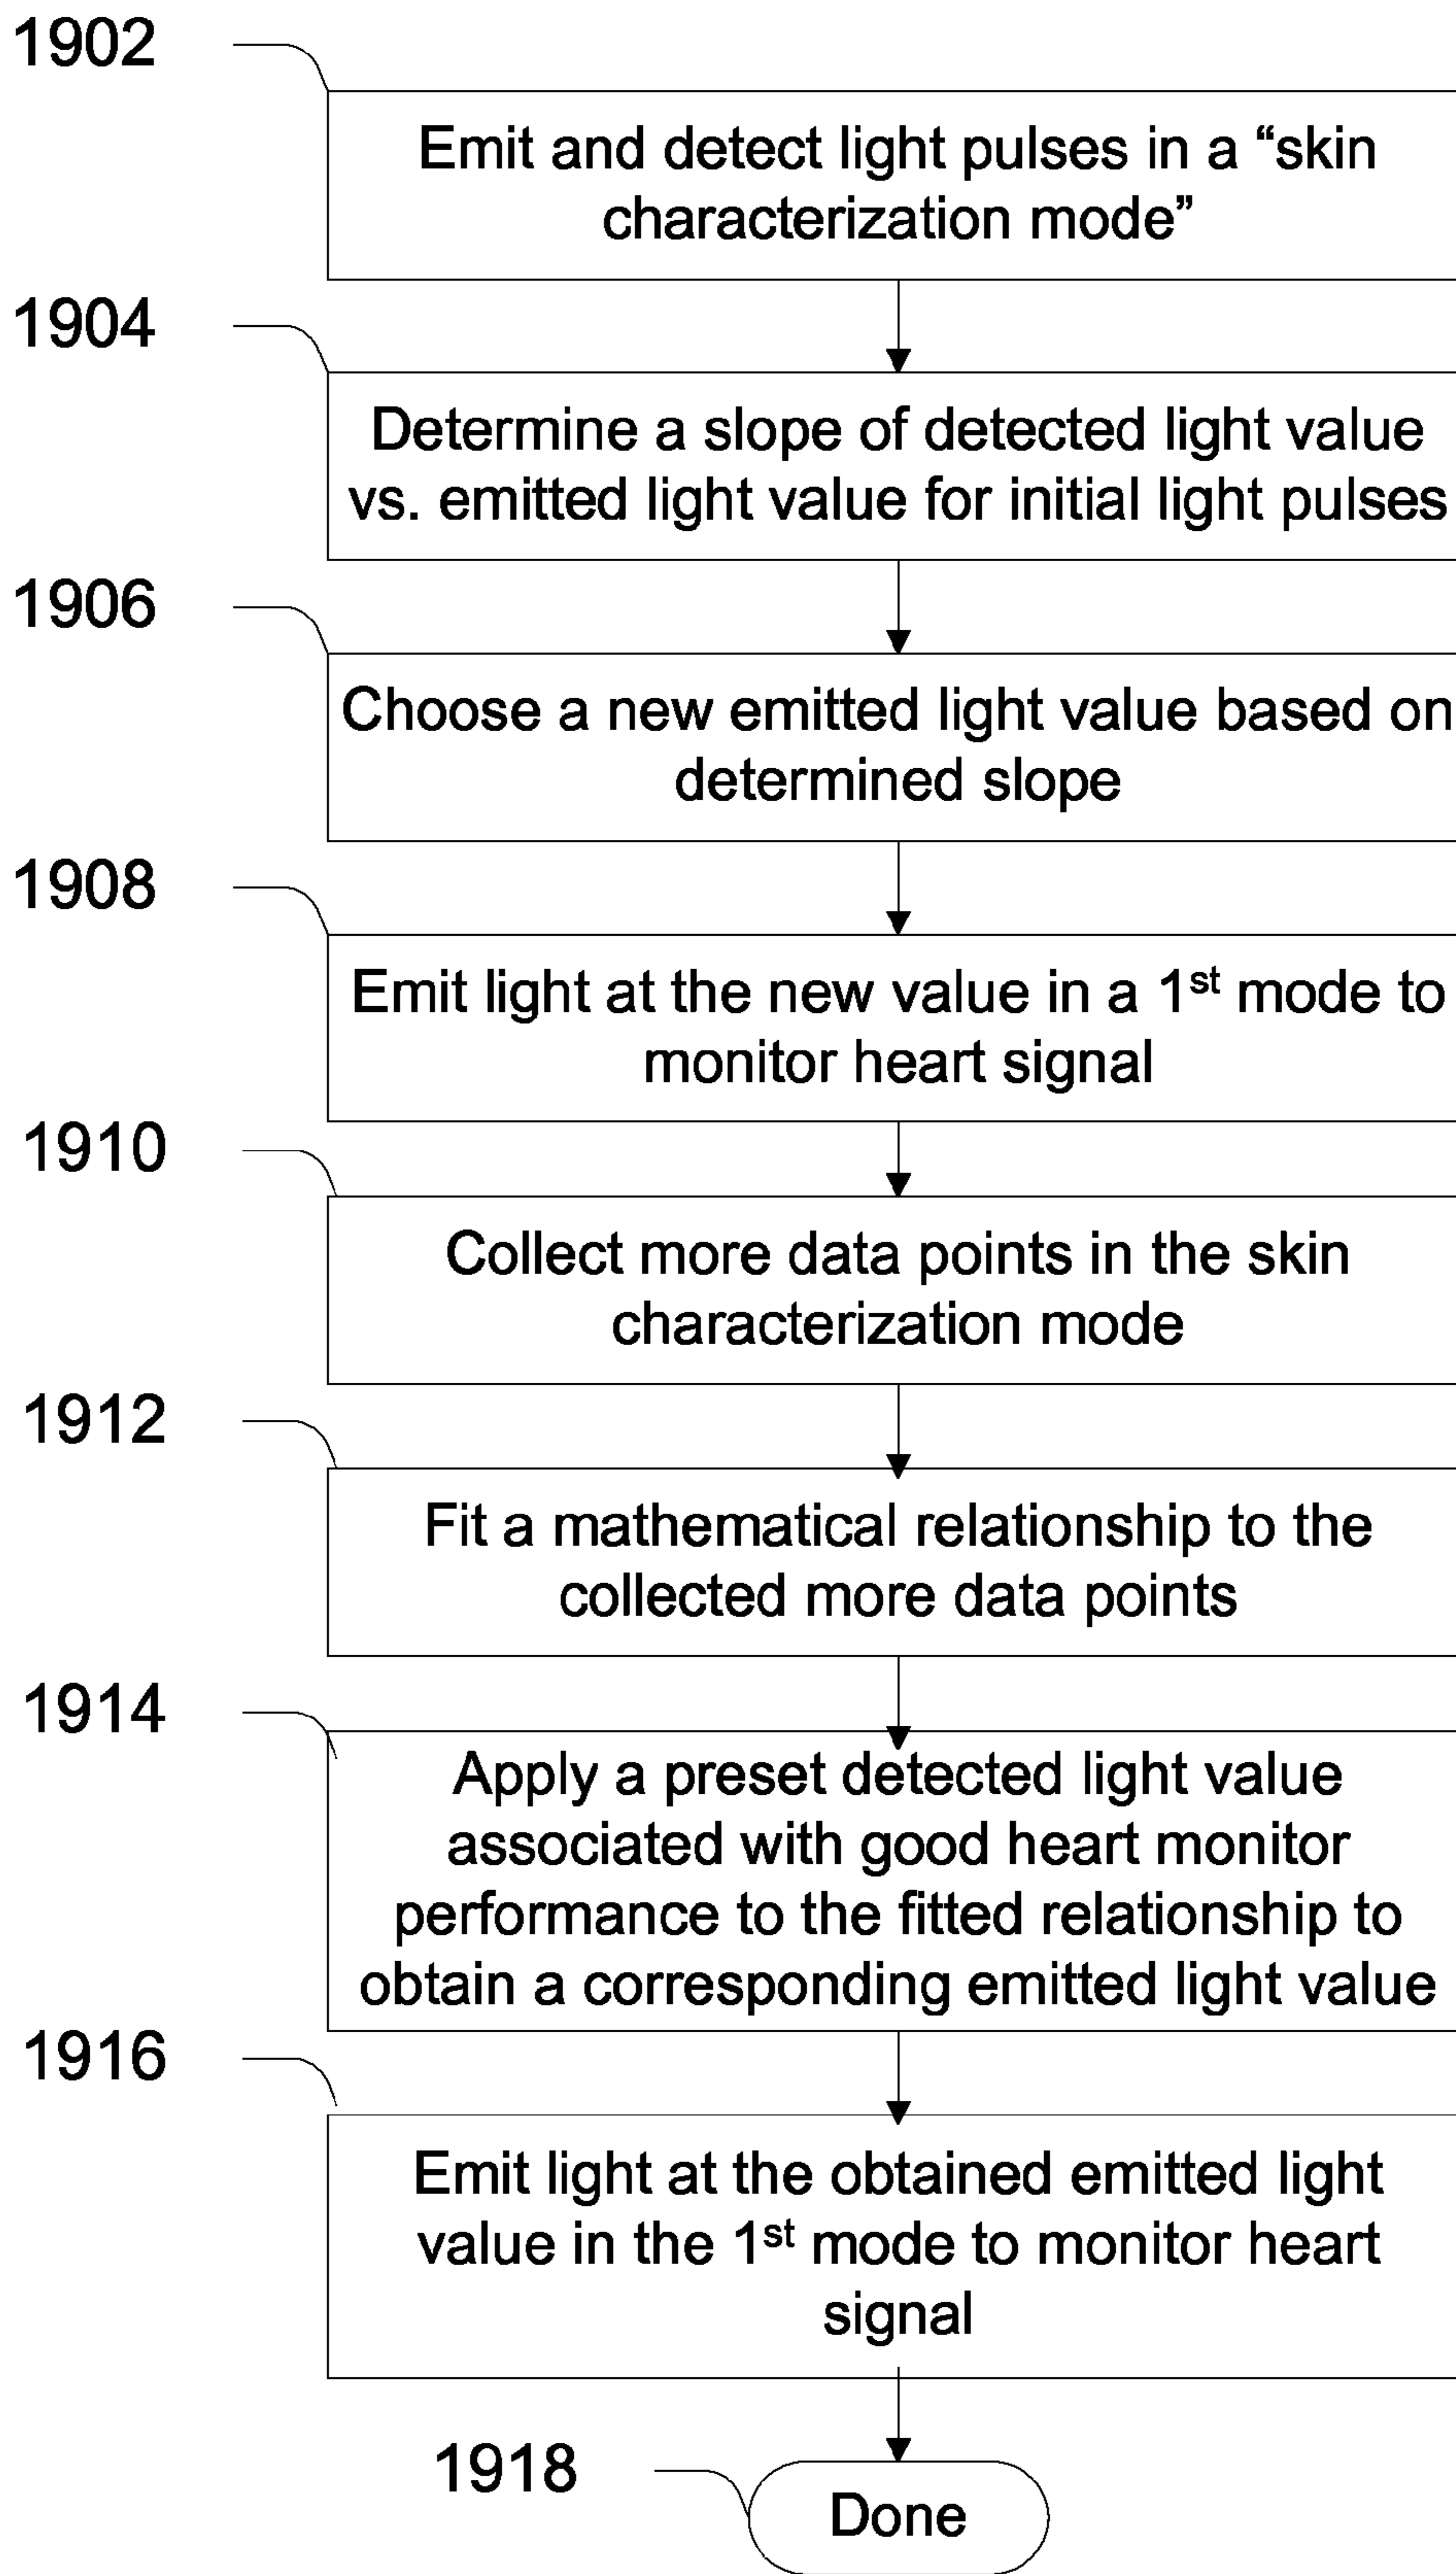 1902
Emit and detect light pulses in a “skin
characterization mode”
1904
Determine a slope of detected light value
vs. emitted light value for initial light pulses
1906
Choose a new emitted light value based on
determined slope
1908
Emit light at the new value in a 1st mode to
monitor heart signal
1910
Collect more data points in the skin
characterization mode
1912
Fit a mathematical relationship to the
collected more data points
1914
Apply a preset detected light value
associated with good heart monitor
performance to the fitted relationship to
obtain a corresponding emitted light value
1916
Emit light at the obtained emitted light
value in the 1st mode to monitor heart
signal
1918
Done